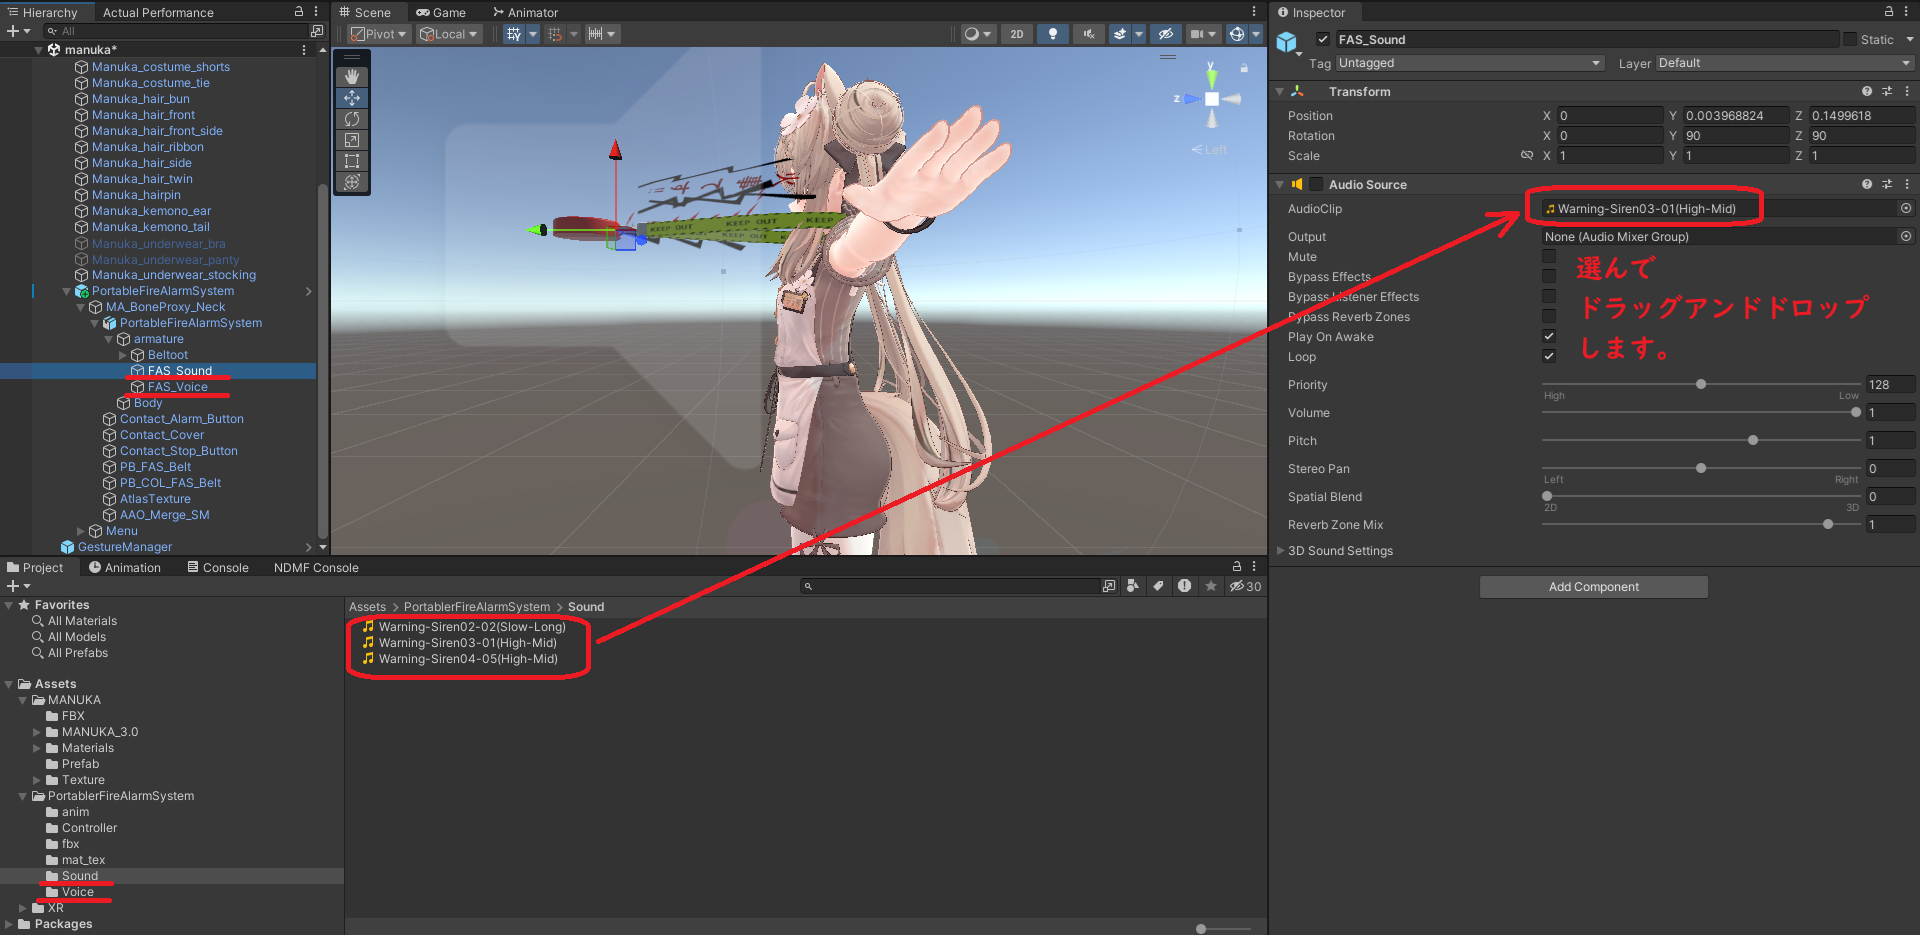 Hierarchy
Actual Performance
All
manuka*
Manuka_costume_shorts
Manuka_costume_tie
Manuka_hair_bun
Manuka_hair_front
Manuka_hair_front_side
Manuka_hair_ribbon
Manuka_hair_side
Manuka_hair_twin
Manuka_hairpin
Manuka_kemono_ear
Manuka_kemono_tail
Manuka_underwear_bra
Manuka_underwear_panty
Manuka_underwear_stocking
PortableFireAlarmSystem
MA_BoneProxy_Neck
PortableFireAlarmSystem
armature
Beltoot
FAS_Sound
FAS_Voice
Body
Contact_Alarm_Button
Contact_Cover
Contact_Stop_Button
PB_FAS_Belt
PB_COL_FAS_Belt
AtlasTexture
AAO_Merge_SM
Menu
GestureManager
Scene
Game
Animator
Pivot
Local
2D
y
z
Left
KEEP OUT
KEEP OUT
KEEP
Inspector
FAS_Sound
Static
Tag Untagged
Layer Default
Transform
Position X 0 Y 0.003968824 Z 0.1499618
Rotation X 0 Y 90 Z 90
Scale X 1 Y 1 Z 1
Audio Source
AudioClip Warning-Siren03-01(High-Mid)
Output None (Audio Mixer Group)
Mute
Bypass Effects
Bypass Listener Effects
Bypass Reverb Zones
Play On Awake
Loop
選んで
ドラッグアンドドロップ
します。
Priority 128
High Low
Volume 1
Pitch 1
Stereo Pan 0
Left Right
Spatial Blend 0
2D 3D
Reverb Zone Mix 1
3D Sound Settings
Add Component
Project
Animation
Console
NDMF Console
30
Favorites
All Materials
All Models
All Prefabs
Assets
MANUKA
FBX
MANUKA_3.0
Materials
Prefab
Texture
PortablerFireAlarmSystem
anim
Controller
fbx
mat_tex
Sound
Voice
XR
Packages
Assets > PortablerFireAlarmSystem > Sound
Warning-Siren02-02(Slow-Long)
Warning-Siren03-01(High-Mid)
Warning-Siren04-05(High-Mid)